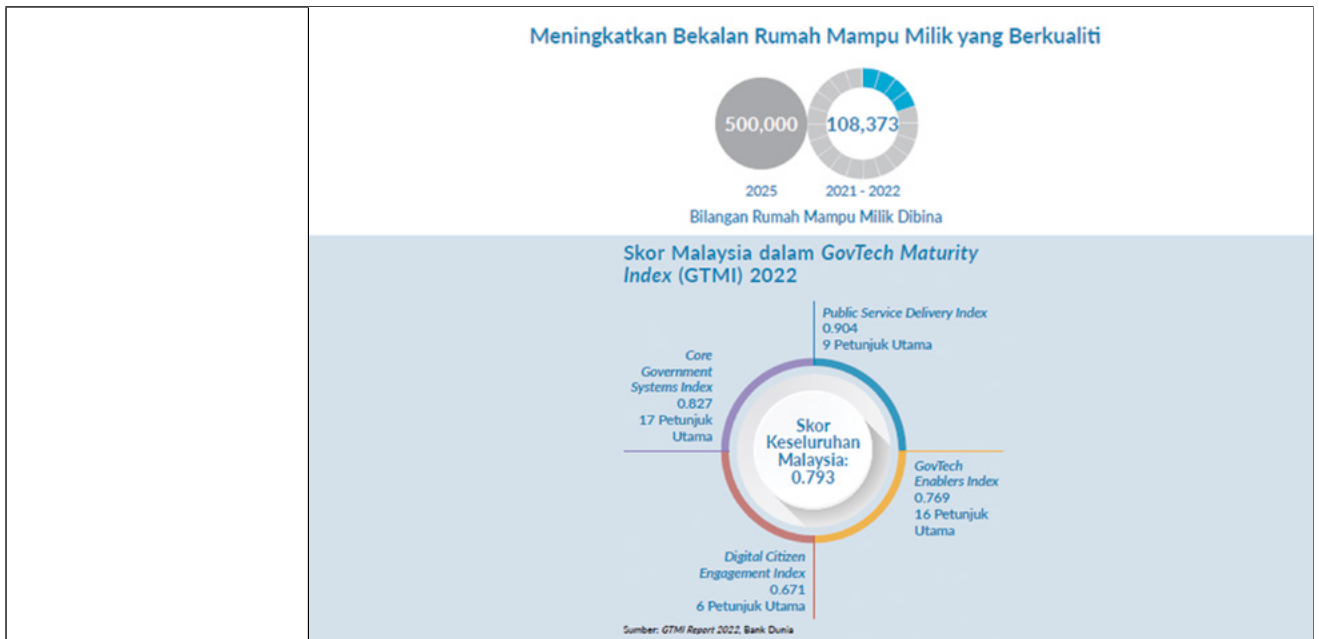 Meningkatkan Bekalan Rumah Mampu Milik yang Berkualiti
500,000
108,373
2025
2021 - 2022
Bilangan Rumah Mampu Milik Dibina
Skor Malaysia dalam GovTech Maturity
Index (GTMI) 2022
Public Service Delivery Index
0.904
9 Petunjuk Utama
Core
Government
Systems Index
0.827
17 Petunjuk
Utama
Skor
Keseluruhan
Malaysia:
0.793
GovTech
Enablers Index
0.769
16 Petunjuk
Utama
Digital Citizen
Engagement Index
0.671
6 Petunjuk Utama
Sumber: GTMI Report 2022, Bank Dunia